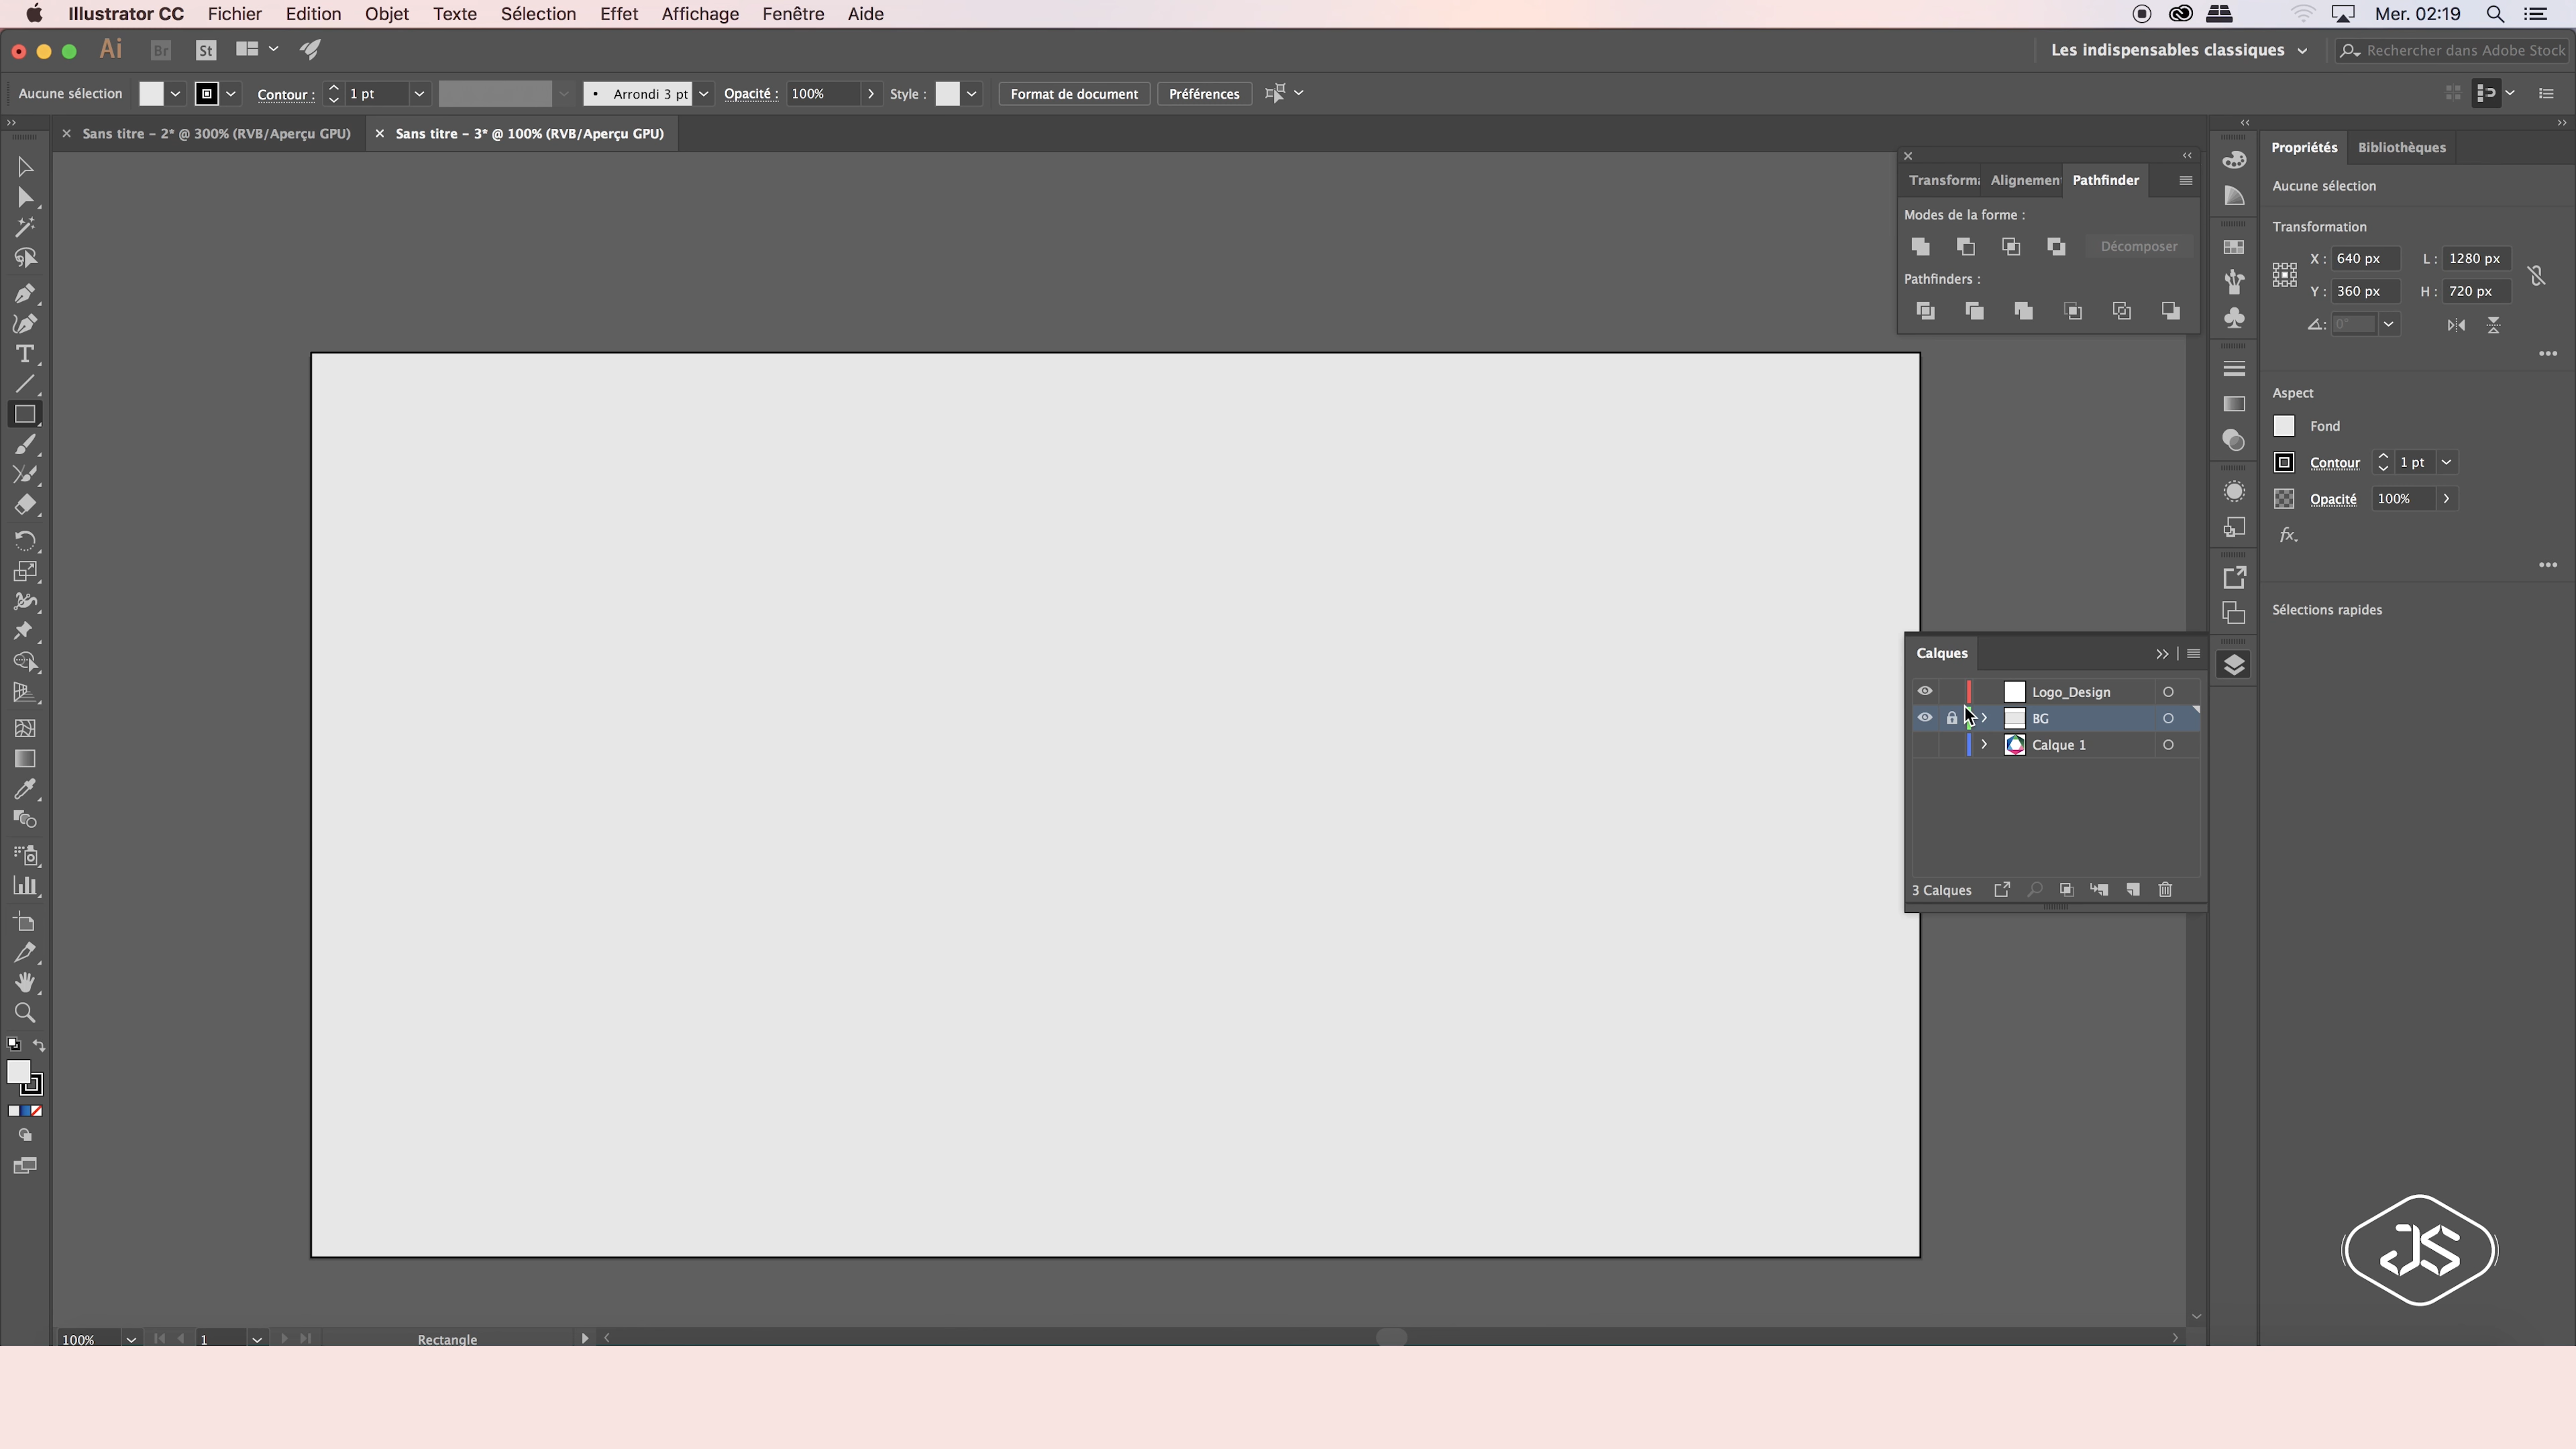 Illustrator CC Fichier Edition Objet Texte Sélection Effet Affichage Fenêtre Aide Mer. 02:19
Ai Br St Les indispensables classiques Rechercher dans Adobe Stock
Aucune sélection Contour : 1 pt Arrondi 3 pt Opacité : 100% Style : Format de document Préférences
Sans titre - 2* @ 300% (RVB/Aperçu GPU) Sans titre - 3* @ 100% (RVB/Aperçu GPU)
Transforma Alignemen Pathfinder
Modes de la forme :
Décomposer
Pathfinders :
Propriétés Bibliothèques
Aucune sélection
Transformation
X : 640 px L : 1280 px
Y : 360 px H : 720 px
0°
Aspect
Fond
Contour 1 pt
Opacité 100%
fx.
Sélections rapides
Calques
Logo_Design
BG
Calque 1
3 Calques
JS
100% 1 Rectangle